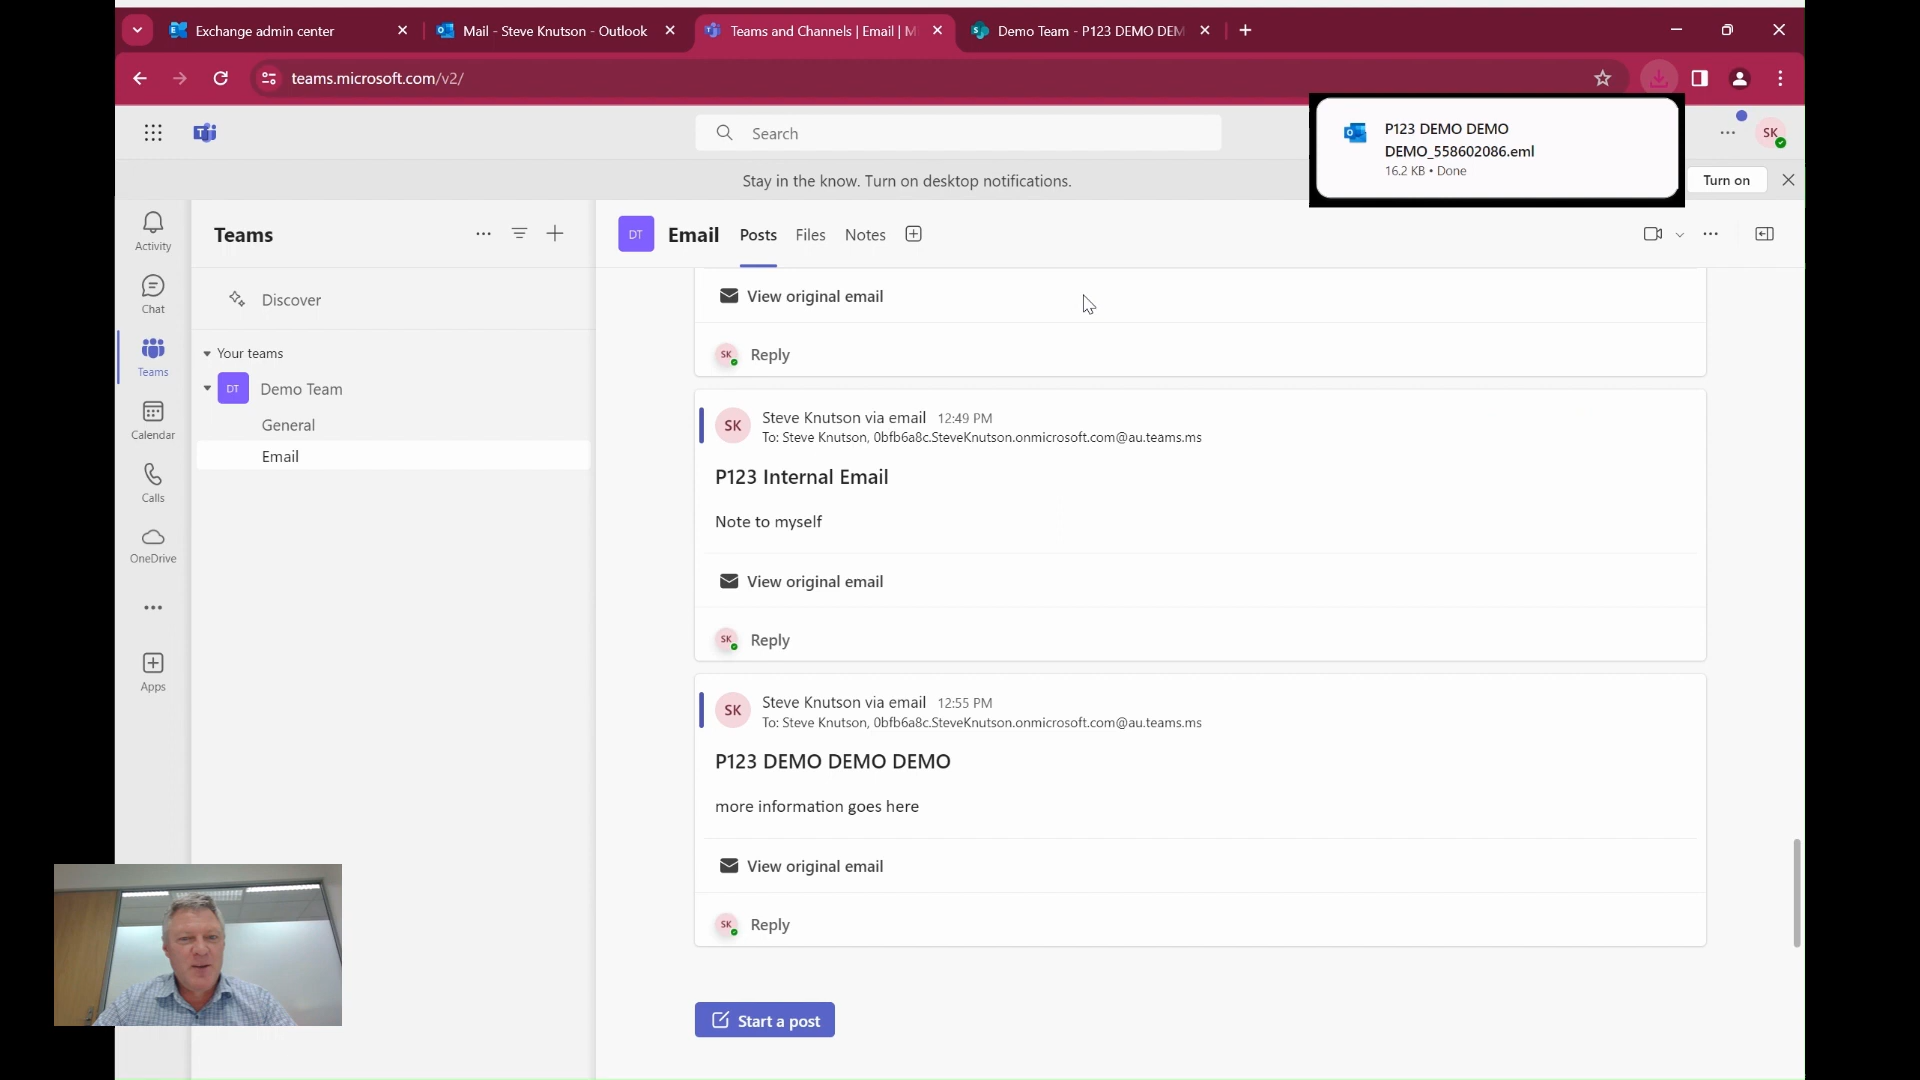 Exchange admin center
Mail - Steve Knutson - Outlook
Teams and Channels | Email | M
Demo Team - P123 DEMO DEM
teams.microsoft.com/v2/
P123 DEMO DEMO
DEMO_558602086.eml
16.2 KB • Done
Search
SK
Stay in the know. Turn on desktop notifications.
Turn on
Activity
Chat
Teams
Calendar
Calls
OneDrive
Apps
Teams
Discover
Your teams
DT
Demo Team
General
Email
DT
Email
Posts
Files
Notes
View original email
SK
Reply
SK
Steve Knutson via email 12:49 PM
To: Steve Knutson, 0bfb6a8c.SteveKnutson.onmicrosoft.com@au.teams.ms
P123 Internal Email
Note to myself
View original email
SK
Reply
SK
Steve Knutson via email 12:55 PM
To: Steve Knutson, 0bfb6a8c.SteveKnutson.onmicrosoft.com@au.teams.ms
P123 DEMO DEMO DEMO
more information goes here
View original email
SK
Reply
Start a post